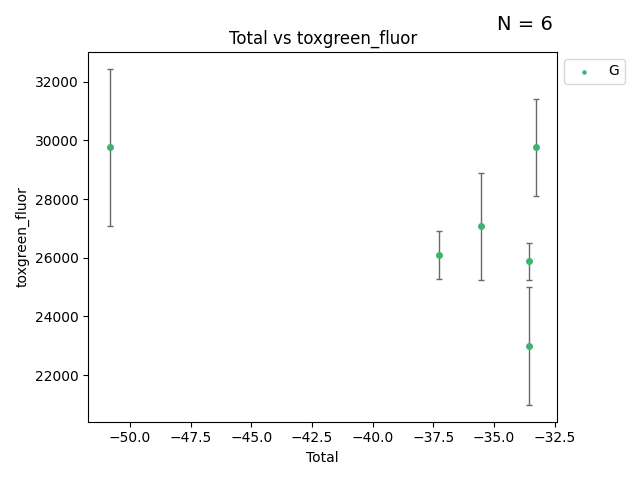 N = 6
Total vs toxgreen_fluor
G
32000
30000
28000
26000
24000
22000
toxgreen_fluor
−50.0 −47.5 −45.0 −42.5 −40.0 −37.5 −35.0 −32.5
Total